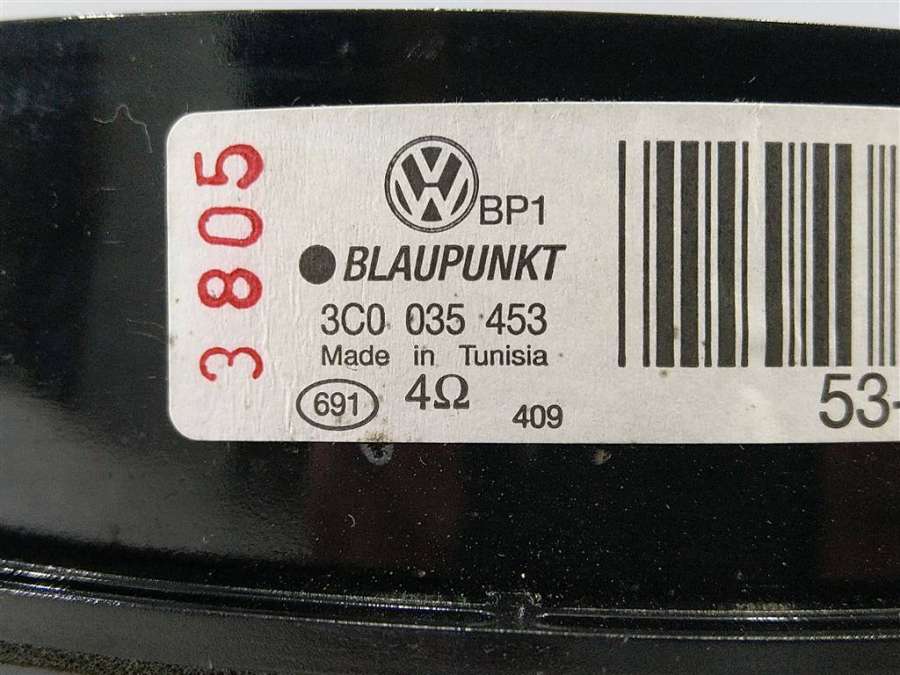 3805
VW
BP1
BLAUPUNKT
3C0 035 453
Made in Tunisia
691 4Ω 409
53-